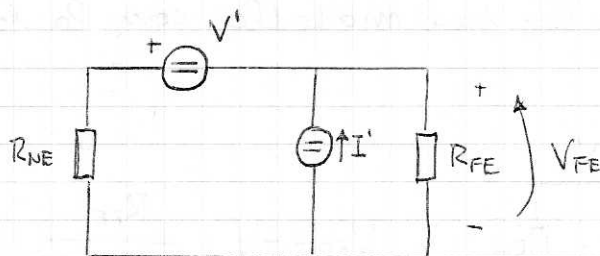 + V'
R_NE
↑I'
R_FE
+
V_FE
-